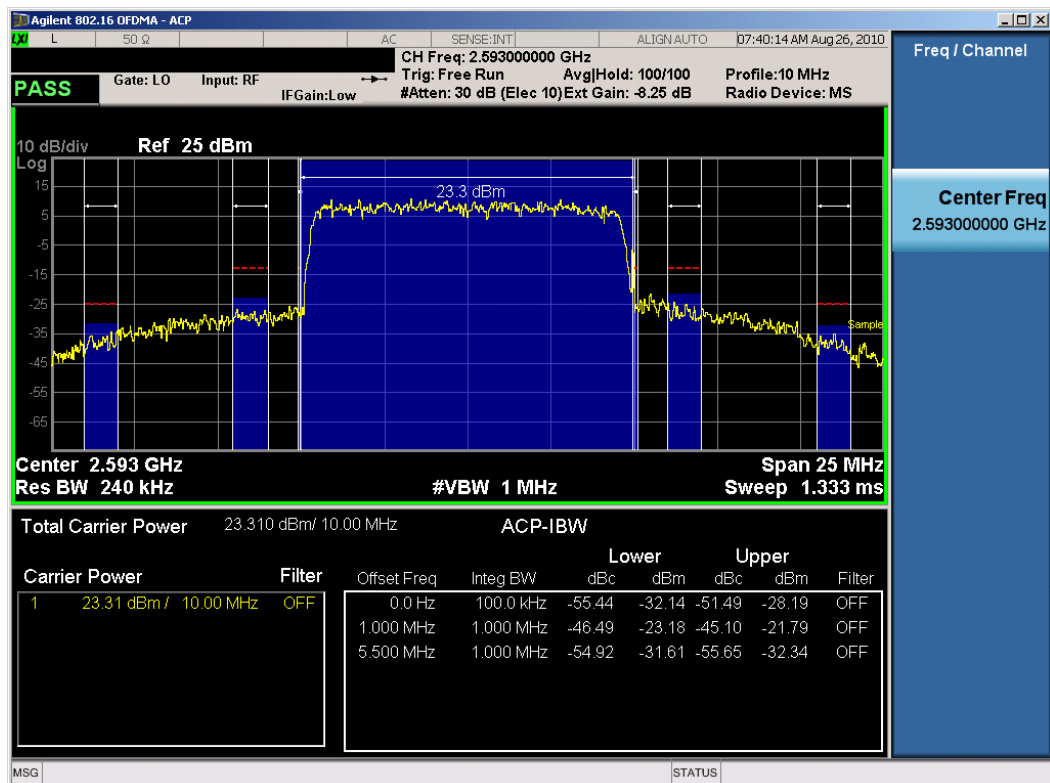 Agilent 802.16 OFDMA - ACP
LXI L 50 Ω AC SENSE:INT ALIGN AUTO 07:40:14 AM Aug 26, 2010
Freq / Channel
CH Freq: 2.593000000 GHz
PASS Gate: LO Input: RF Trig: Free Run Avg|Hold: 100/100 Profile:10 MHz
IFGain:Low #Atten: 30 dB (Elec 10) Ext Gain: -8.25 dB Radio Device: MS
10 dB/div Ref 25 dBm
Log
15
23.3 dBm
Center Freq
2.593000000 GHz
5
-5
-15
-25
Sample
-35
-45
-55
-65
Center 2.593 GHz Span 25 MHz
Res BW 240 kHz #VBW 1 MHz Sweep 1.333 ms
Total Carrier Power 23.310 dBm/ 10.00 MHz ACP-IBW
Lower Upper
Carrier Power Filter Offset Freq Integ BW dBc dBm dBc dBm Filter
1 23.31 dBm / 10.00 MHz OFF 0.0 Hz 100.0 kHz -55.44 -32.14 -51.49 -28.19 OFF
1.000 MHz 1.000 MHz -46.49 -23.18 -45.10 -21.79 OFF
5.500 MHz 1.000 MHz -54.92 -31.61 -55.65 -32.34 OFF
MSG STATUS